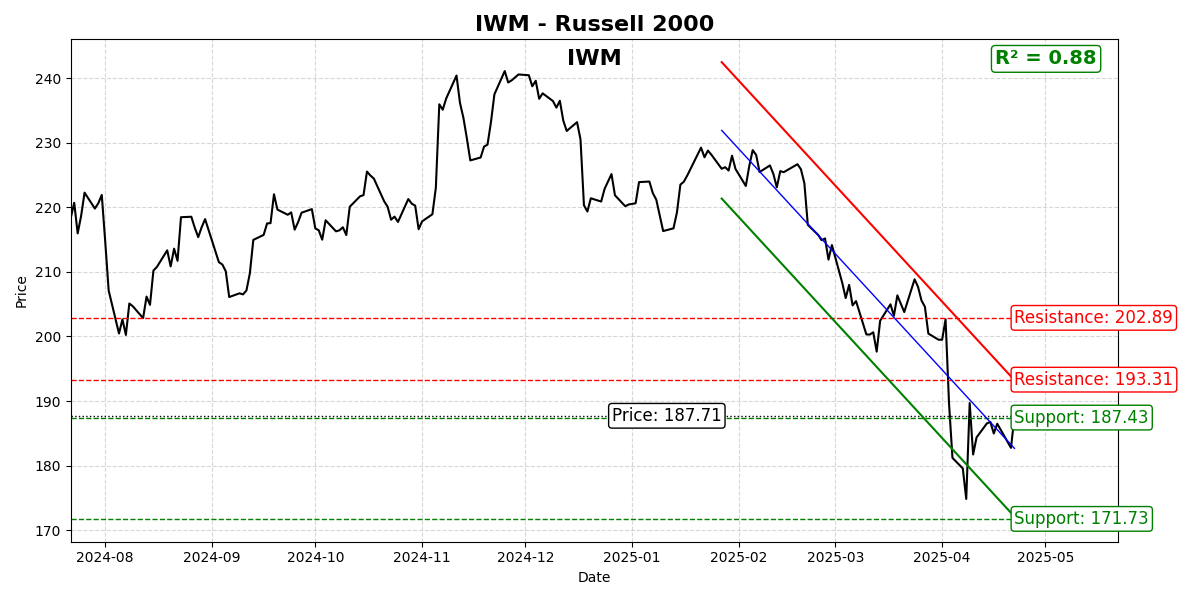 IWM - Russell 2000
IWM
R² = 0.88
240
230
220
210
200
190
180
170
Price
Resistance: 202.89
Resistance: 193.31
Price: 187.71
Support: 187.43
Support: 171.73
2024-08
2024-09
2024-10
2024-11
2024-12
2025-01
2025-02
2025-03
2025-04
2025-05
Date